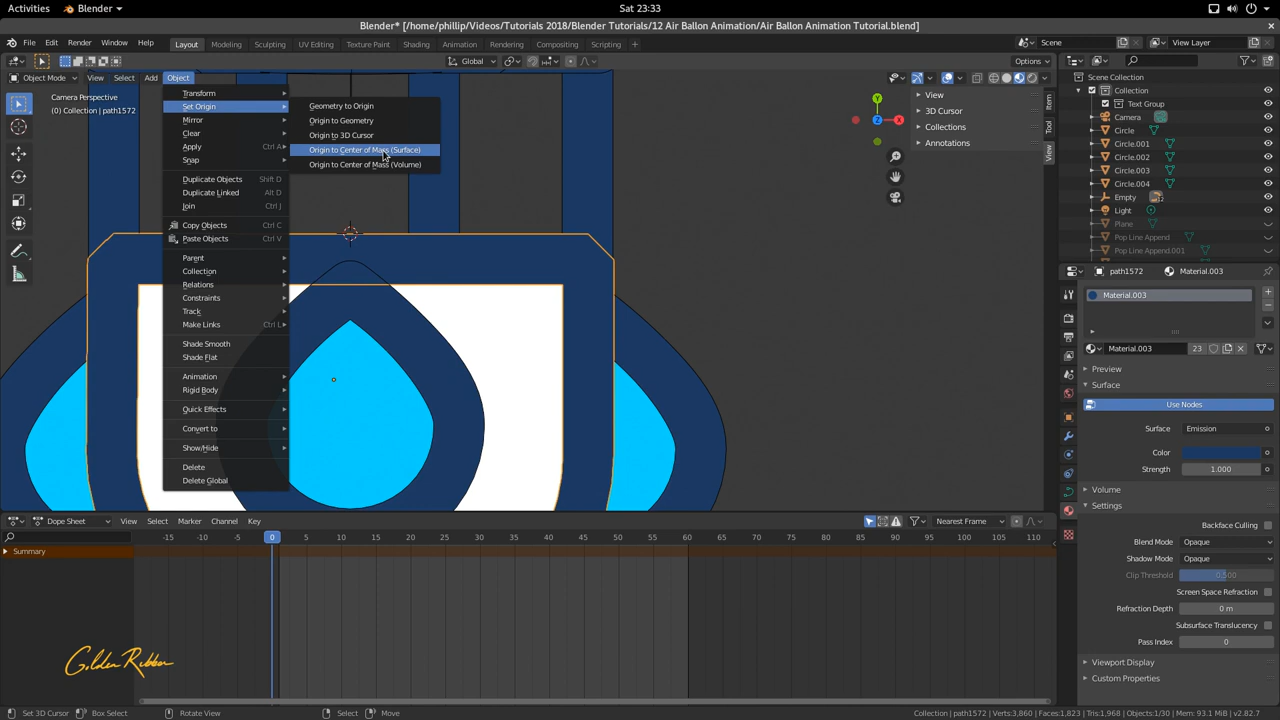 Activities Blender Sat 23:33
Blender* [/home/phillip/Videos/Tutorials 2018/Blender Tutorials/12 Air Ballon Animation/Air Ballon Animation Tutorial.blend]
File Edit Render Window Help Layout Modeling Sculpting UV Editing Texture Paint Shading Animation Rendering Compositing Scripting + Scene View Layer
Global Options
Object Mode View Select Add Object
Camera Perspective
(0) Collection | path1572
Transform
Set Origin
Mirror
Clear
Apply Ctrl A
Snap
Duplicate Objects Shift D
Duplicate Linked Alt D
Join Ctrl J
Copy Objects Ctrl C
Paste Objects Ctrl V
Parent
Collection
Relations
Constraints
Track
Make Links Ctrl L
Shade Smooth
Shade Flat
Animation
Rigid Body
Quick Effects
Convert to
Show/Hide
Delete
Delete Global
Geometry to Origin
Origin to Geometry
Origin to 3D Cursor
Origin to Center of Mass (Surface)
Origin to Center of Mass (Volume)
Y
X
Z
View
3D Cursor
Collections
Annotations
Item
Tool
View
Scene Collection
Collection
Text Group
Camera
Circle
Circle.001
Circle.002
Circle.003
Circle.004
Empty
Light
Plane
Pop Line Append
Pop Line Append.001
path1572 Material.003
Material.003
Material.003 23
Preview
Surface
Use Nodes
Surface Emission
Color
Strength 1.000
Volume
Settings
Backface Culling
Blend Mode Opaque
Shadow Mode Opaque
Clip Threshold 0.500
Screen Space Refraction
Refraction Depth 0 m
Subsurface Translucency
Pass Index 0
Viewport Display
Custom Properties
Dope Sheet View Select Marker Channel Key Nearest Frame
-15 -10 -5 0 5 10 15 20 25 30 35 40 45 50 55 60 65 70 75 80 85 90 95 100 105 110
Summary
Golden Ribbon
Set 3D Cursor Box Select Rotate View Select Move Collection | path1572 | Verts:3,860 | Faces:1,823 | Tris:1,968 | Objects:1/30 | Mem: 93.1 MiB | v2.82.7